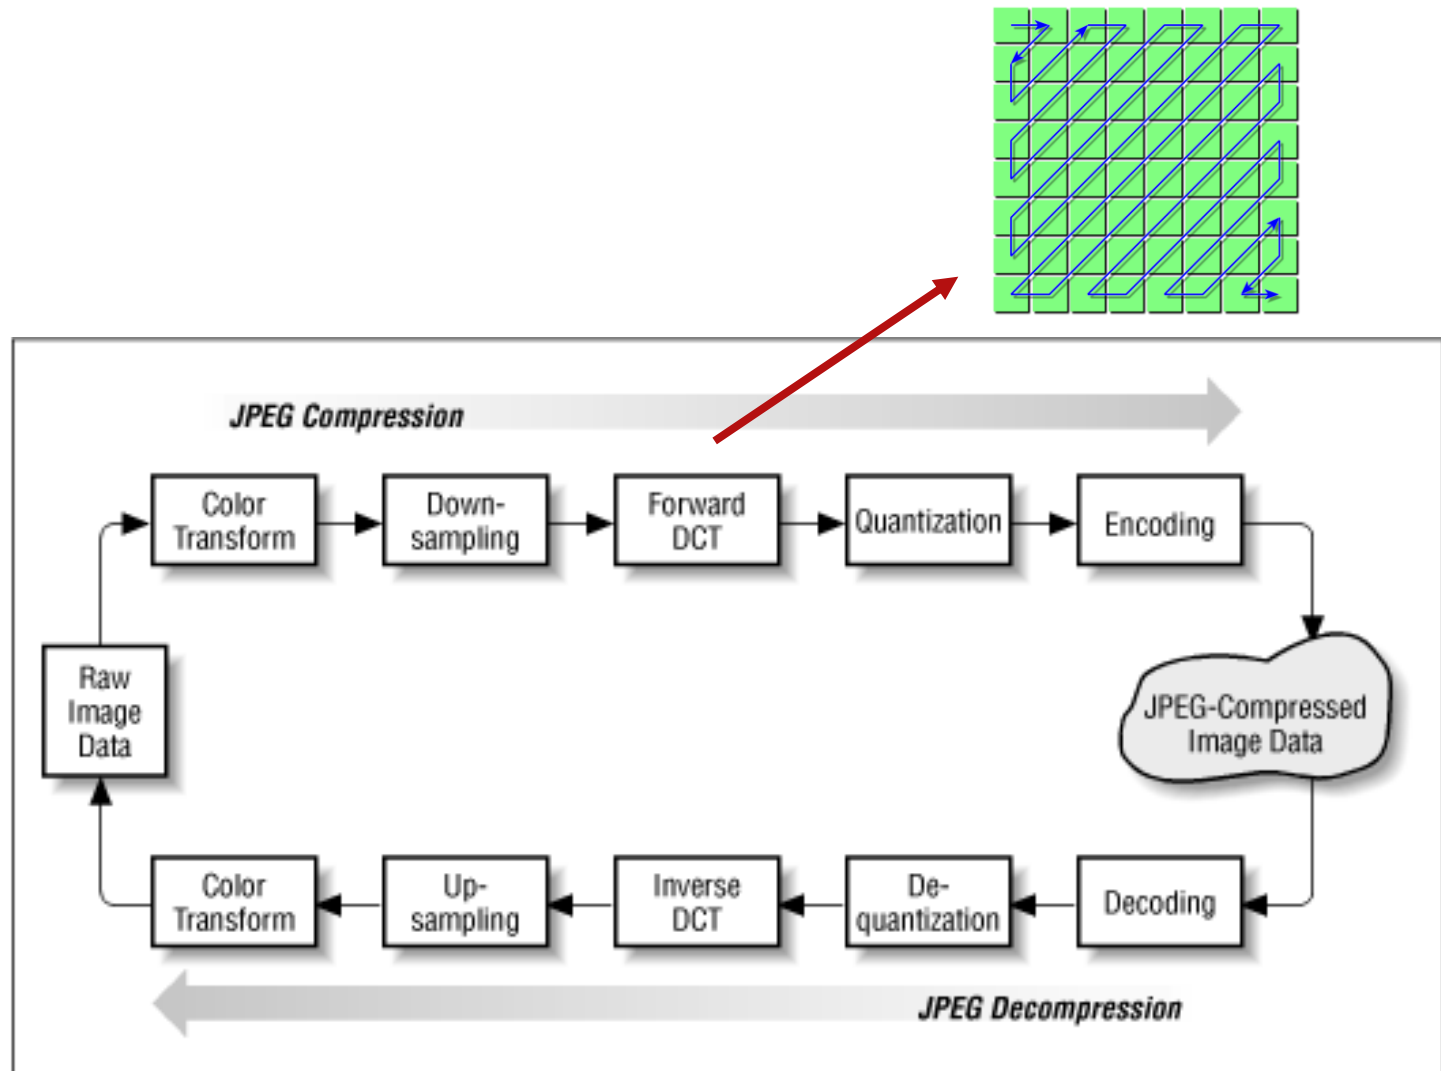 JPEG Compression
Color
Transform
Down-
sampling
Forward
DCT
Quantization
Encoding
Raw
Image
Data
JPEG-Compressed
Image Data
Color
Transform
Up-
sampling
Inverse
DCT
De-
quantization
Decoding
JPEG Decompression